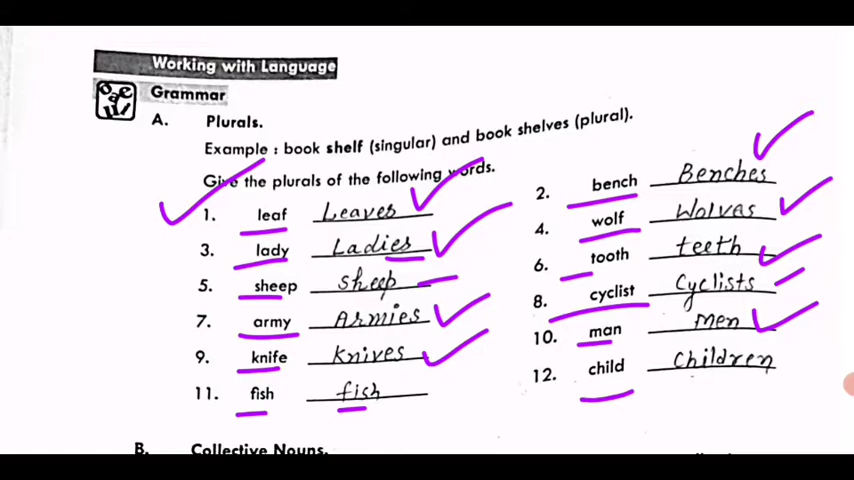 Working with Language
Grammar
A. Plurals.
Example : book shelf (singular) and book shelves (plural).
Give the plurals of the following words.
1. leaf Leaves
2. bench Benches
3. lady Ladies
4. wolf Wolvas
5. sheep sheep
6. tooth teeth
7. army Armies
8. cyclist Cyclists
9. knife Knives
10. man Men
11. fish fish
12. child Children
B. Collective Nouns.